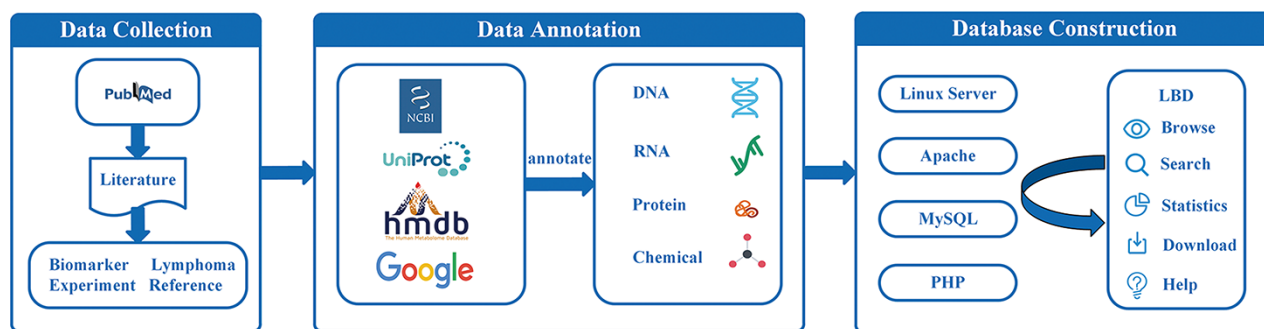 Data Collection
PubMed
Literature
Biomarker Lymphoma
Experiment Reference
Data Annotation
NCBI
UniProt
hmdb
The Human Metabolome Database
Google
annotate
DNA
RNA
Protein
Chemical
Database Construction
Linux Server
Apache
MySQL
PHP
LBD
Browse
Search
Statistics
Download
Help